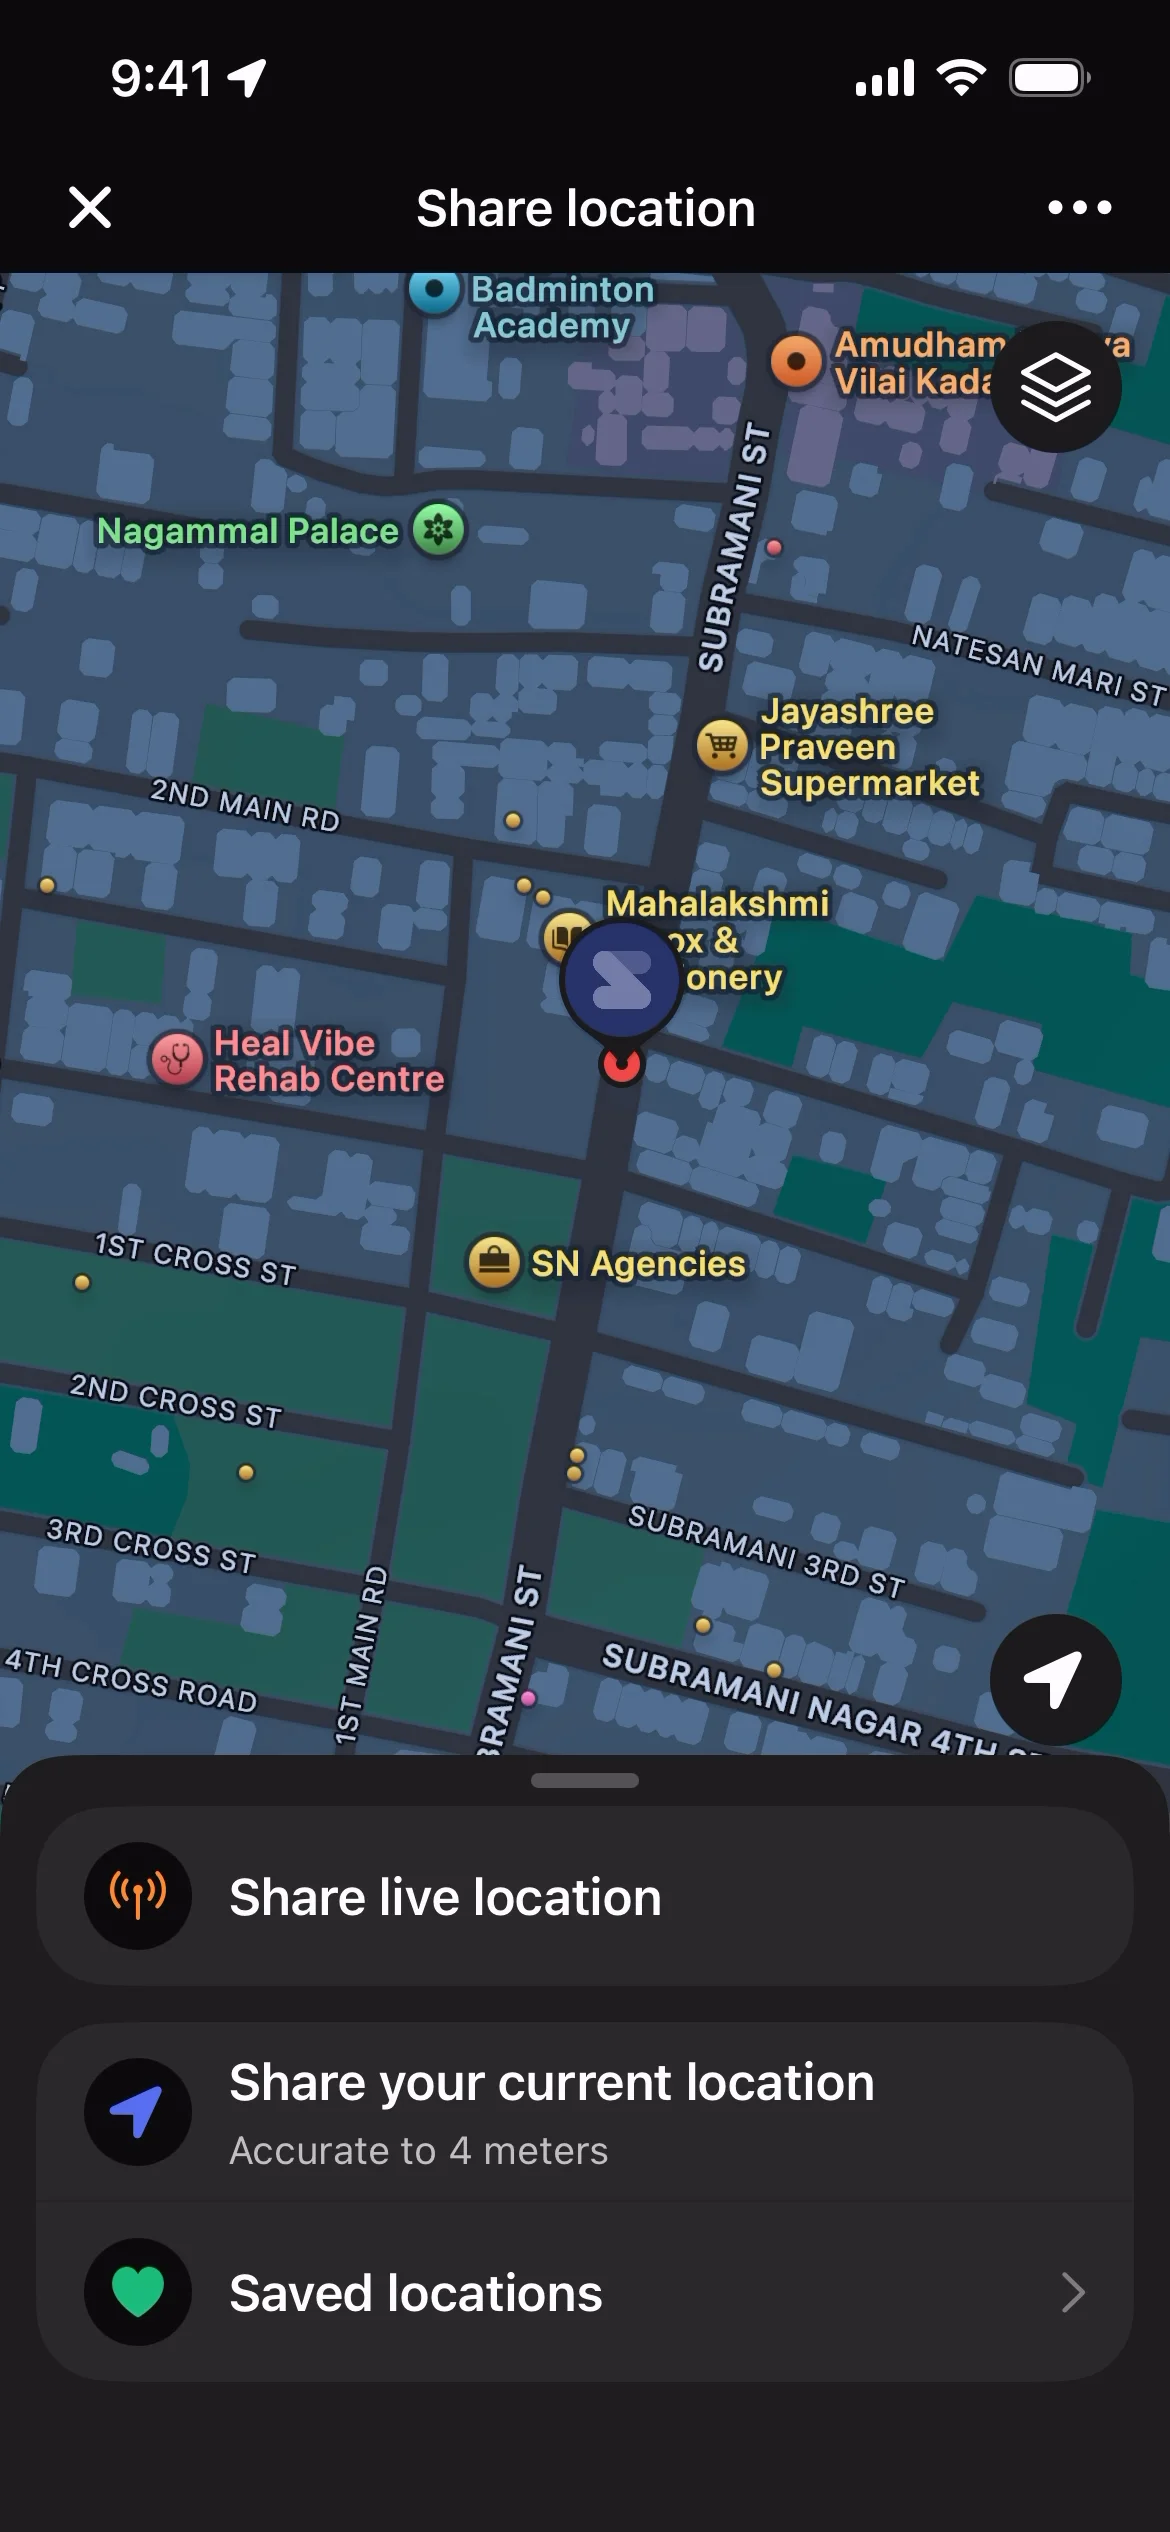 9:41
Share location
Badminton
Academy
Amudham
Vilai Kada
SUBRAMANI ST
Nagammal Palace
NATESAN MARI ST
Jayashree
Praveen
Supermarket
2ND MAIN RD
Mahalakshmi
ox &
onery
Heal Vibe
Rehab Centre
SN Agencies
1ST CROSS ST
2ND CROSS ST
3RD CROSS ST
SUBRAMANI 3RD ST
1ST MAIN RD
BRAMANI ST
4TH CROSS ROAD
SUBRAMANI NAGAR 4TH
Share live location
Share your current location
Accurate to 4 meters
Saved locations